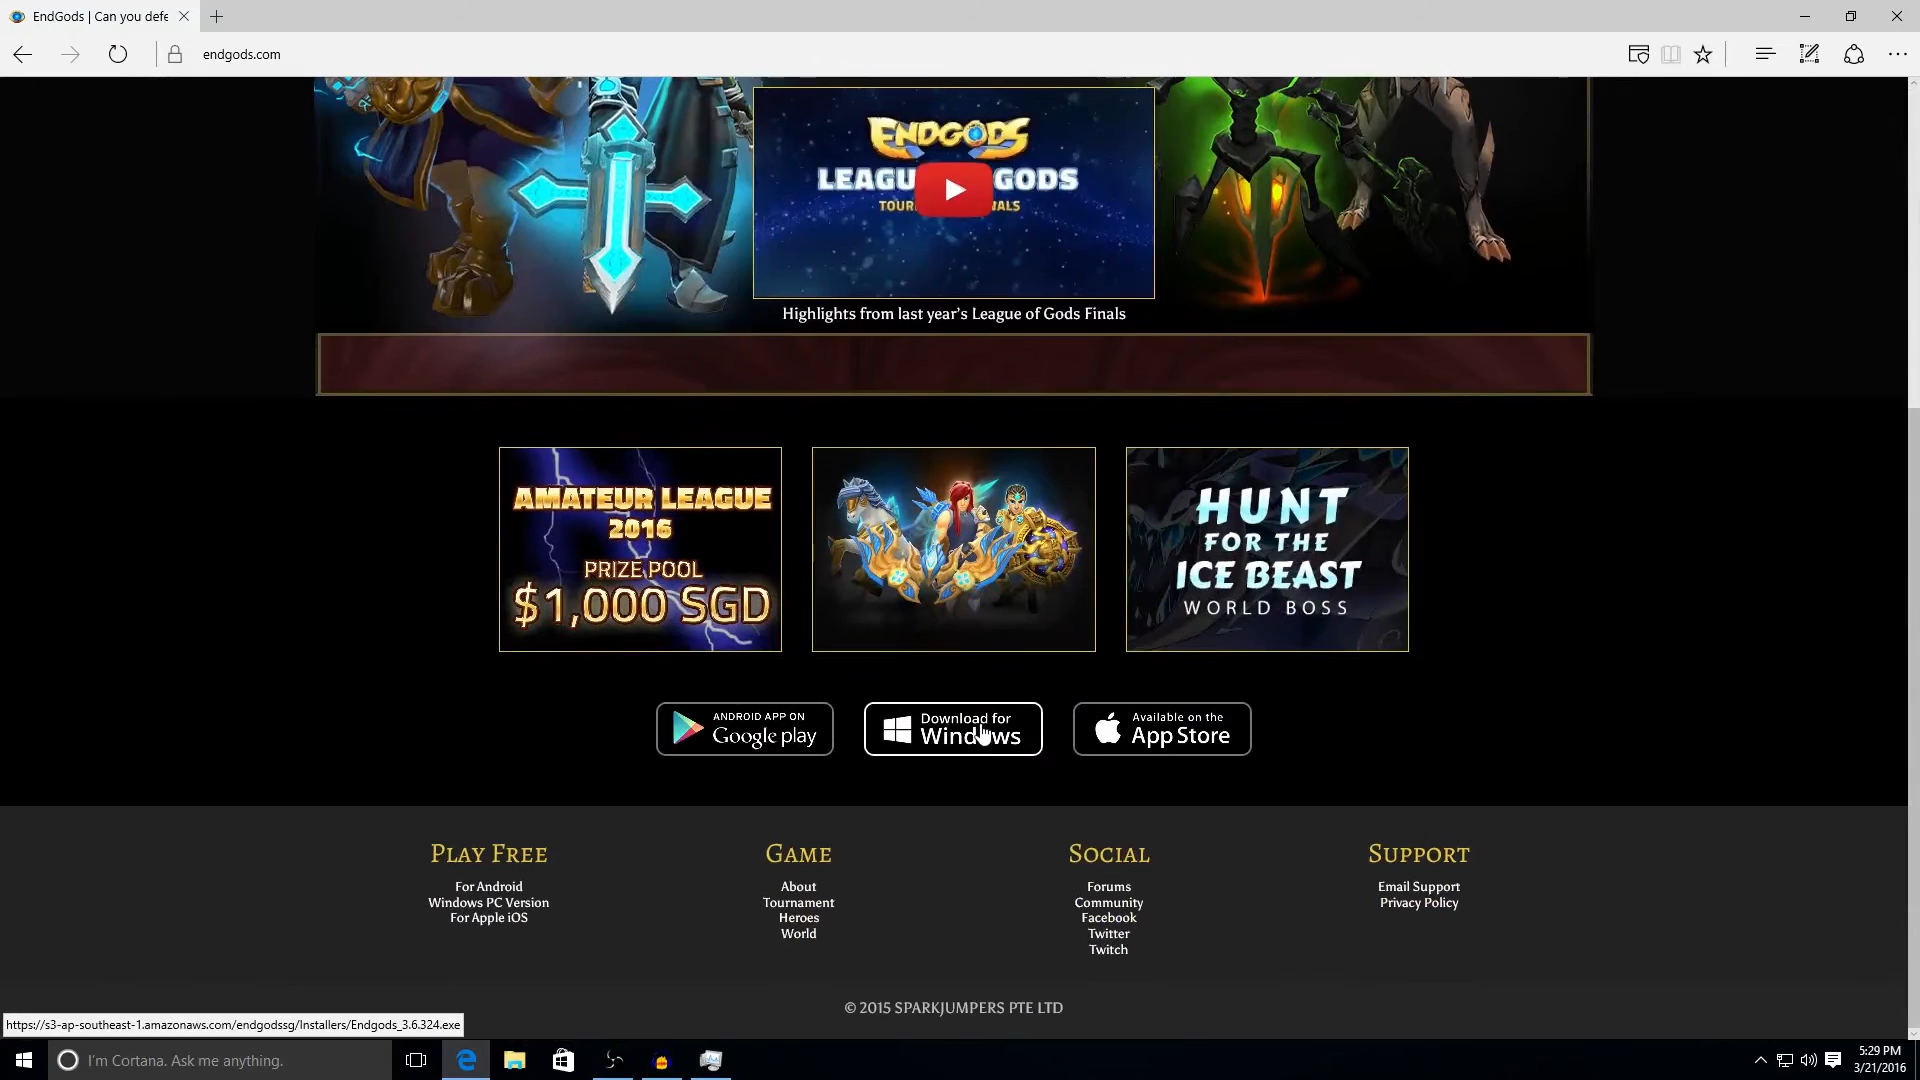 EndGods | Can you defe
endgods.com
ENDGODS
LEAGU GODS
TOUR NALS
Highlights from last year's League of Gods Finals
AMATEUR LEAGUE
2016
PRIZE POOL
$1,000 SGD
HUNT
FOR THE
ICE BEAST
WORLD BOSS
ANDROID APP ON
Google play
Download for
Windows
Available on the
App Store
PLAY FREE
For Android
Windows PC Version
For Apple iOS
GAME
About
Tournament
Heroes
World
SOCIAL
Forums
Community
Facebook
Twitter
Twitch
SUPPORT
Email Support
Privacy Policy
© 2015 SPARKJUMPERS PTE LTD
https://s3-ap-southeast-1.amazonaws.com/endgodssg/Installers/Endgods_3.6.324.exe
I'm Cortana. Ask me anything.
5:29 PM
3/21/2016